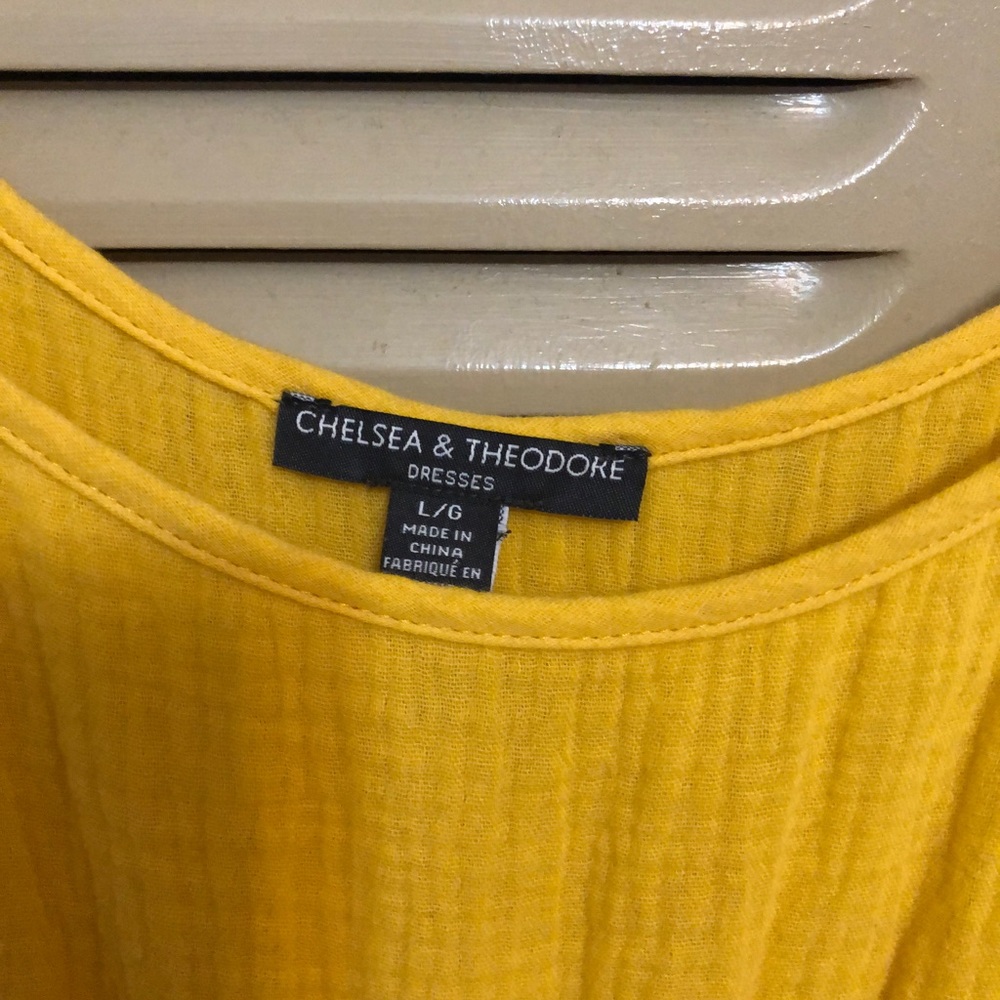 CHELSEA & THEODORE
DRESSES
L/G
MADE IN
CHINA
FABRIQUÉ EN